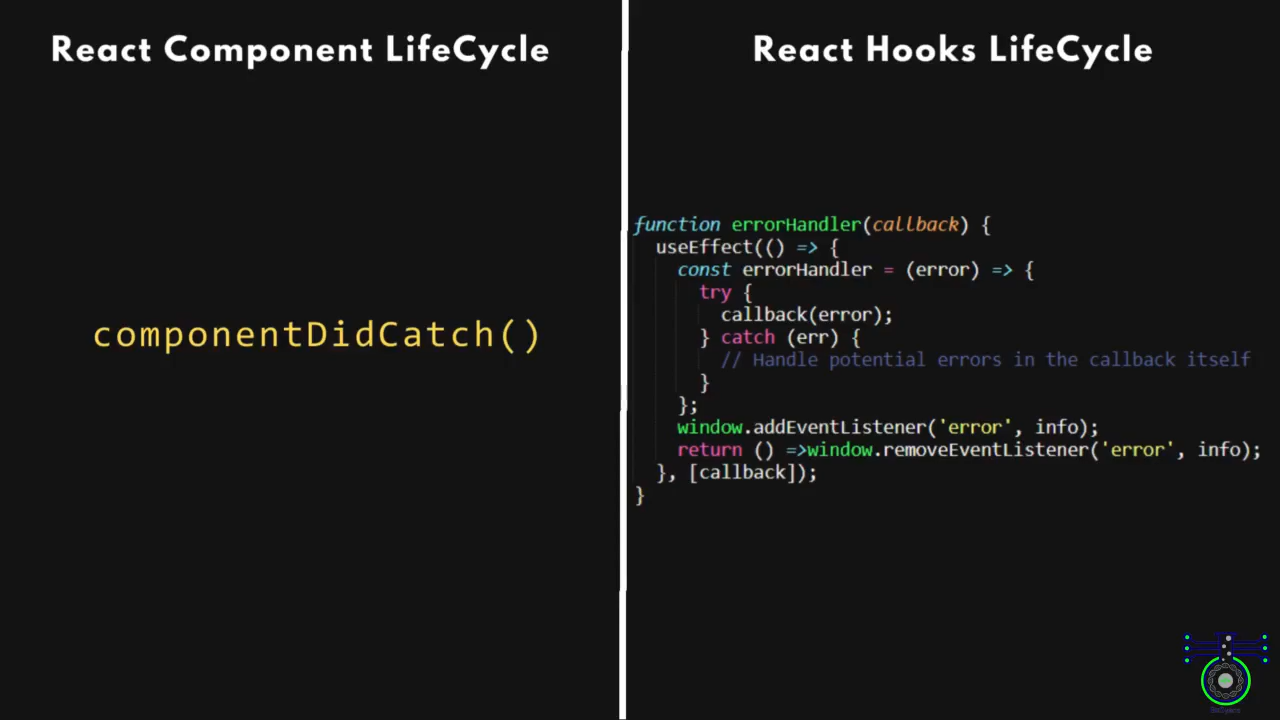 React Component LifeCycle
componentDidCatch()
React Hooks LifeCycle
function errorHandler(callback) {
useEffect(() => {
const errorHandler = (error) => {
try {
callback(error);
} catch (err) {
// Handle potential errors in the callback itself
}
};
window.addEventListener('error', info);
return () =>window.removeEventListener('error', info);
}, [callback]);
}